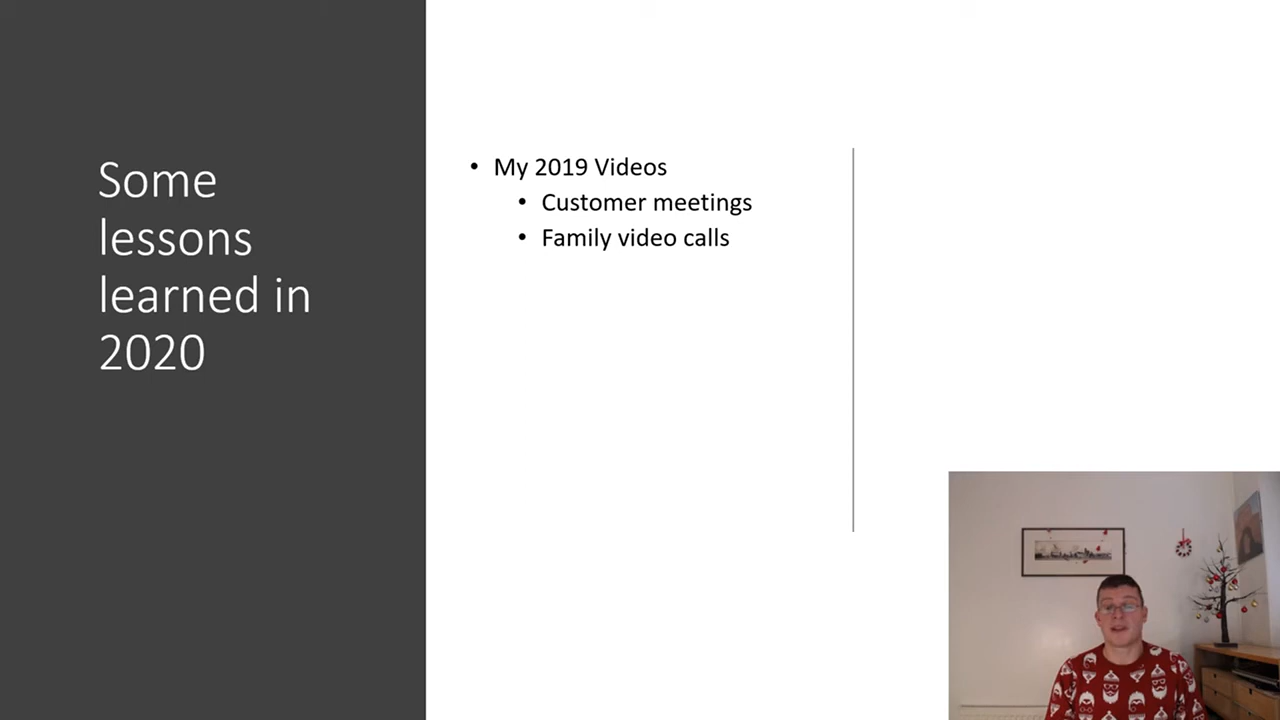 Some
lessons
learned in
2020
• My 2019 Videos
• Customer meetings
• Family video calls